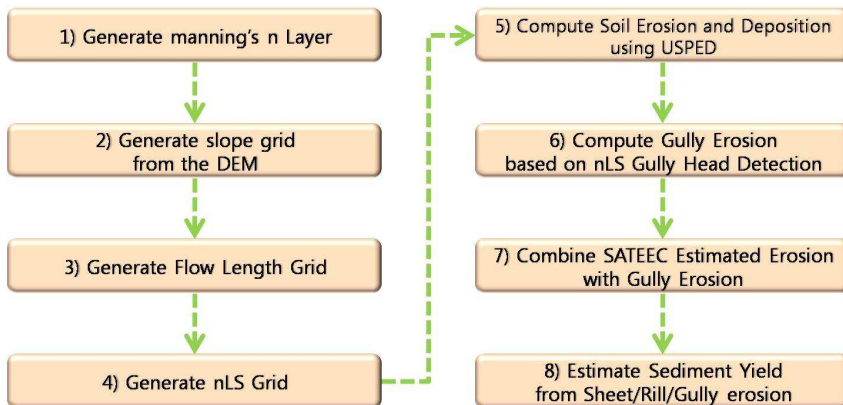 1) Generate manning's n Layer
2) Generate slope grid
from the DEM
3) Generate Flow Length Grid
4) Generate nLS Grid
5) Compute Soil Erosion and Deposition
using USPED
6) Compute Gully Erosion
based on nLS Gully Head Detection
7) Combine SATEEC Estimated Erosion
with Gully Erosion
8) Estimate Sediment Yield
from Sheet/Rill/Gully erosion